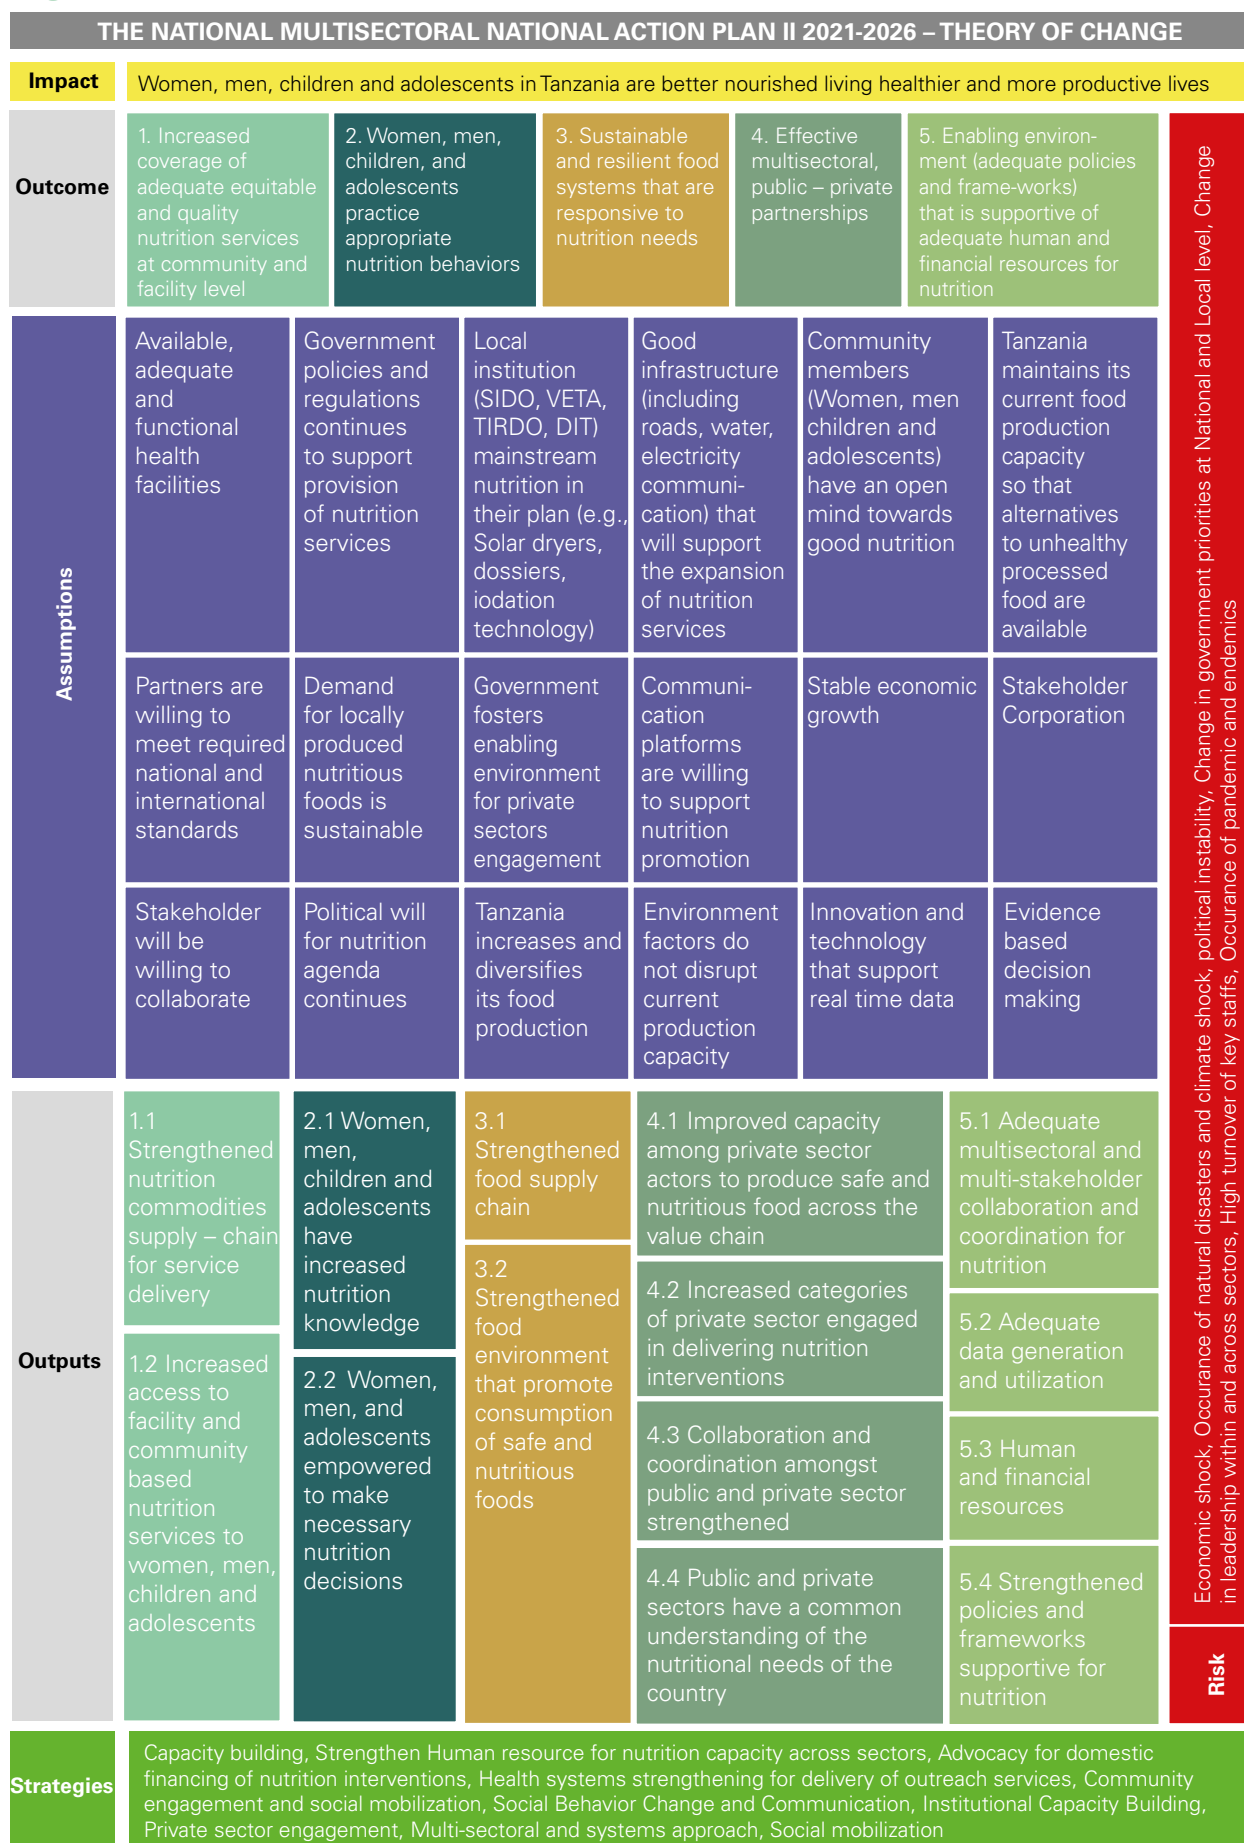 THE NATIONAL MULTISECTORAL NATIONAL ACTION PLAN II 2021-2026 – THEORY OF CHANGE
Impact
Women, men, children and adolescents in Tanzania are better nourished living healthier and more productive lives
Outcome
1. Increased
coverage of
adequate equitable
and quality
nutrition services
at community and
facility level
2. Women, men,
children, and
adolescents
practice
appropriate
nutrition behaviors
3. Sustainable
and resilient food
systems that are
responsive to
nutrition needs
4. Effective
multisectoral,
public – private
partnerships
5. Enabling environ-
ment (adequate policies
and frame-works)
that is supportive of
adequate human and
financial resources for
nutrition
Assumptions
Available,
adequate
and
functional
health
facilities
Government
policies and
regulations
continues
to support
provision
of nutrition
services
Local
institution
(SIDO, VETA,
TIRDO, DIT)
mainstream
nutrition in
their plan (e.g.,
Solar dryers,
dossiers,
iodation
technology)
Good
infrastructure
(including
roads, water,
electricity
communi-
cation) that
will support
the expansion
of nutrition
services
Community
members
(Women, men
children and
adolescents)
have an open
mind towards
good nutrition
Tanzania
maintains its
current food
production
capacity
so that
alternatives
to unhealthy
processed
food are
available
Partners are
willing to
meet required
national and
international
standards
Demand
for locally
produced
nutritious
foods is
sustainable
Government
fosters
enabling
environment
for private
sectors
engagement
Communi-
cation
platforms
are willing
to support
nutrition
promotion
Stable economic
growth
Stakeholder
Corporation
Stakeholder
will be
willing to
collaborate
Political will
for nutrition
agenda
continues
Tanzania
increases and
diversifies
its food
production
Environment
factors do
not disrupt
current
production
capacity
Innovation and
technology
that support
real time data
Evidence
based
decision
making
Outputs
1.1
Strengthened
nutrition
commodities
supply – chain
for service
delivery
1.2 Increased
access to
facility and
community
based
nutrition
services to
women, men,
children and
adolescents
2.1 Women,
men,
children and
adolescents
have
increased
nutrition
knowledge
2.2 Women,
men, and
adolescents
empowered
to make
necessary
nutrition
decisions
3.1
Strengthened
food supply
chain
3.2
Strengthened
food
environment
that promote
consumption
of safe and
nutritious
foods
4.1 Improved capacity
among private sector
actors to produce safe and
nutritious food across the
value chain
4.2 Increased categories
of private sector engaged
in delivering nutrition
interventions
4.3 Collaboration and
coordination amongst
public and private sector
strengthened
4.4 Public and private
sectors have a common
understanding of the
nutritional needs of the
country
5.1 Adequate
multisectoral and
multi-stakeholder
collaboration and
coordination for
nutrition
5.2 Adequate
data generation
and utilization
5.3 Human
and financial
resources
5.4 Strengthened
policies and
frameworks
supportive for
nutrition
Risk
Economic shock, Occurance of natural disasters and climate shock, political instability, Change in government priorities at National and Local level, Change
in leadership within and across sectors, High turnover of key staffs, Occurance of pandemic and endemics
Strategies
Capacity building, Strengthen Human resource for nutrition capacity across sectors, Advocacy for domestic
financing of nutrition interventions, Health systems strengthening for delivery of outreach services, Community
engagement and social mobilization, Social Behavior Change and Communication, Institutional Capacity Building,
Private sector engagement, Multi-sectoral and systems approach, Social mobilization